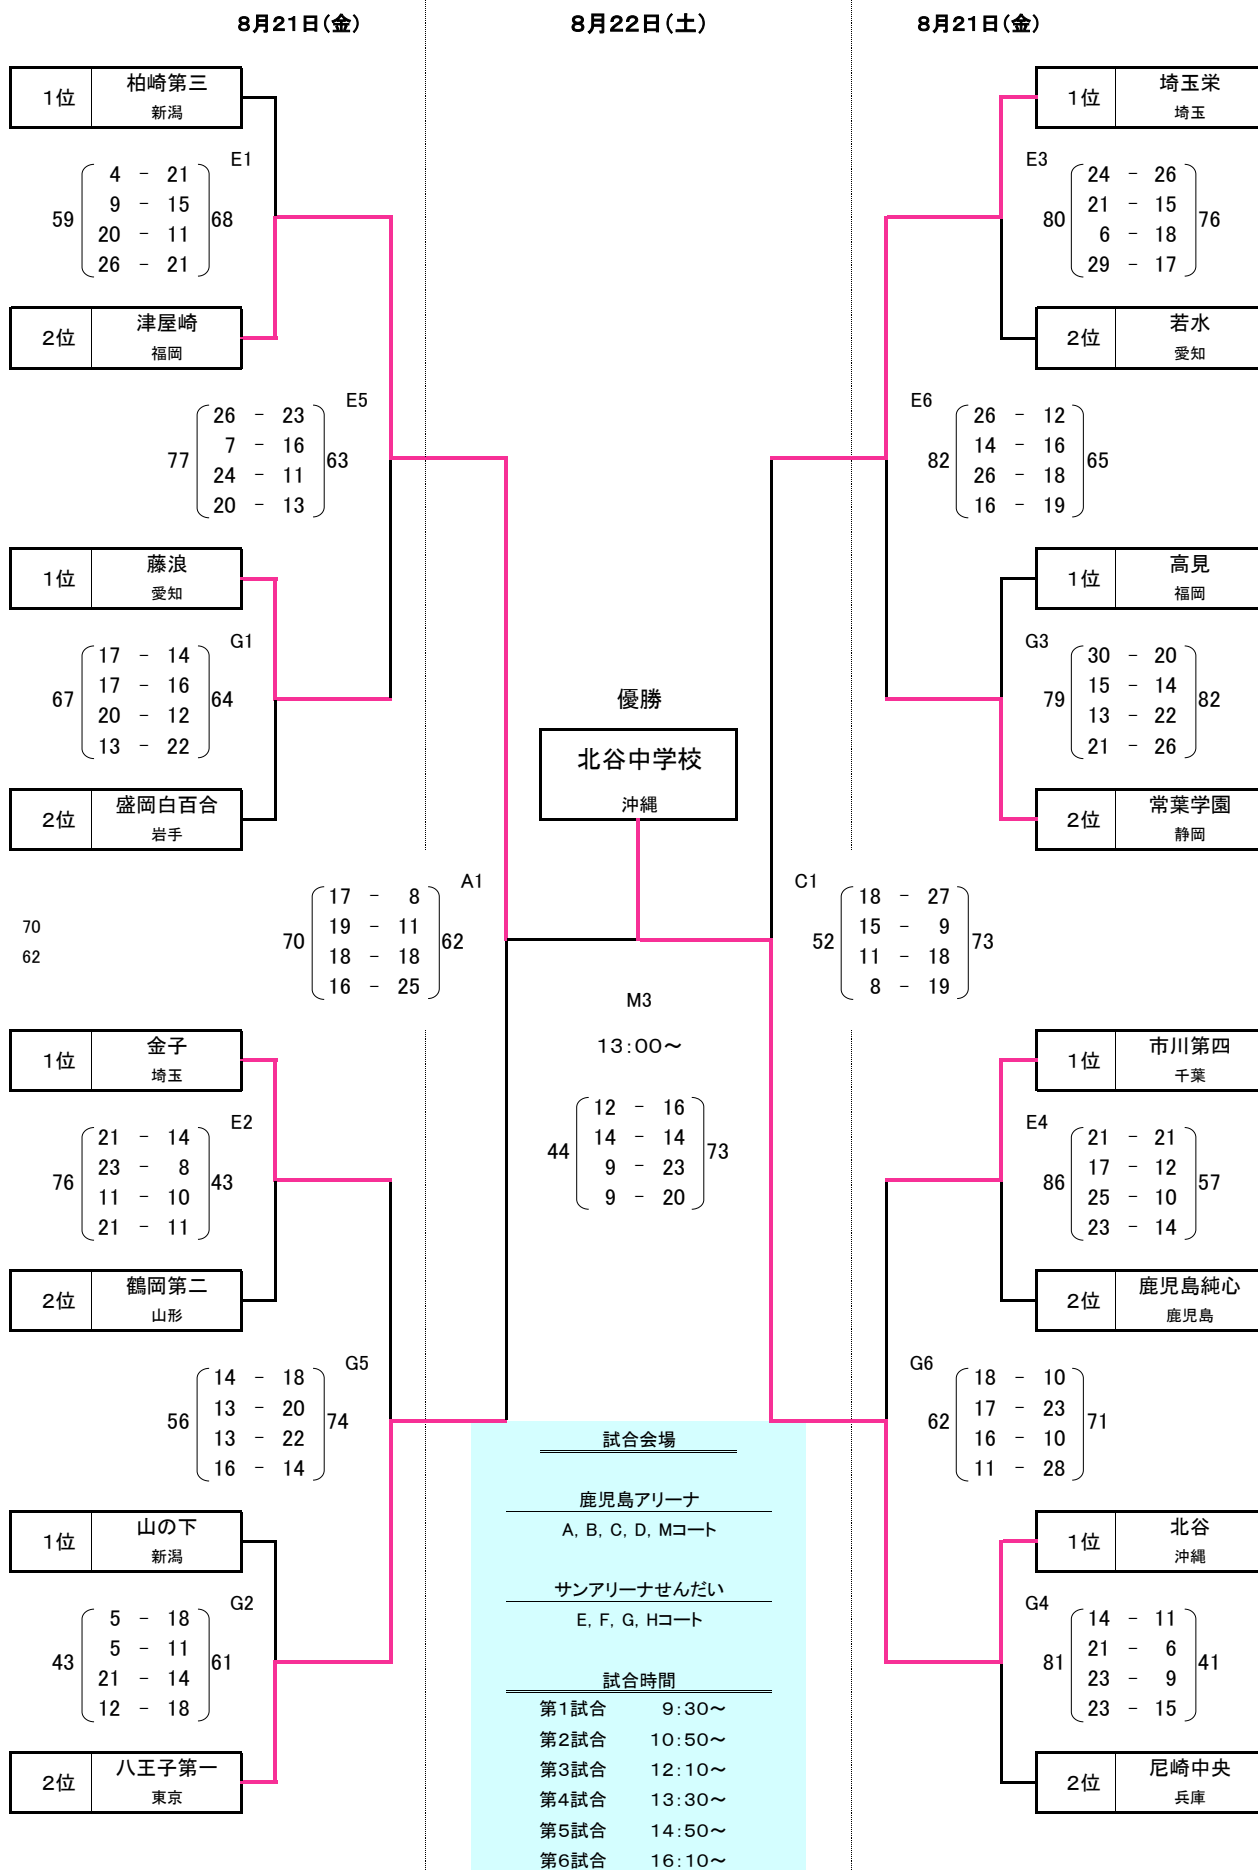 8月21日(金)
8月22日(土)
8月21日(金)
1位 柏崎第三
新潟
E1
59 4 - 21 68
9 - 15
20 - 11
26 - 21
2位 津屋崎
福岡
E5
77 26 - 23 63
7 - 16
24 - 11
20 - 13
1位 藤浪
愛知
G1
67 17 - 14 64
17 - 16
20 - 12
13 - 22
2位 盛岡白百合
岩手
A1
70 17 - 8 62
19 - 11
18 - 18
16 - 25
70
62
1位 金子
埼玉
E2
76 21 - 14 43
23 - 8
11 - 10
21 - 11
2位 鶴岡第二
山形
G5
56 14 - 18 74
13 - 20
13 - 22
16 - 14
1位 山の下
新潟
G2
43 5 - 18 61
5 - 11
21 - 14
12 - 18
2位 八王子第一
東京
優勝
北谷中学校
沖縄
M3
13:00～
44 12 - 16 73
14 - 14
9 - 23
9 - 20
試合会場
鹿児島アリーナ
A, B, C, D, Mコート
サンアリーナせんだい
E, F, G, Hコート
試合時間
第1試合 9:30～
第2試合 10:50～
第3試合 12:10～
第4試合 13:30～
第5試合 14:50～
第6試合 16:10～
1位 埼玉栄
埼玉
E3
80 24 - 26 76
21 - 15
6 - 18
29 - 17
2位 若水
愛知
E6
82 26 - 12 65
14 - 16
26 - 18
16 - 19
1位 高見
福岡
G3
79 30 - 20 82
15 - 14
13 - 22
21 - 26
2位 常葉学園
静岡
C1
52 18 - 27 73
15 - 9
11 - 18
8 - 19
1位 市川第四
千葉
E4
86 21 - 21 57
17 - 12
25 - 10
23 - 14
2位 鹿児島純心
鹿児島
G6
62 18 - 10 71
17 - 23
16 - 10
11 - 28
1位 北谷
沖縄
G4
81 14 - 11 41
21 - 6
23 - 9
23 - 15
2位 尼崎中央
兵庫